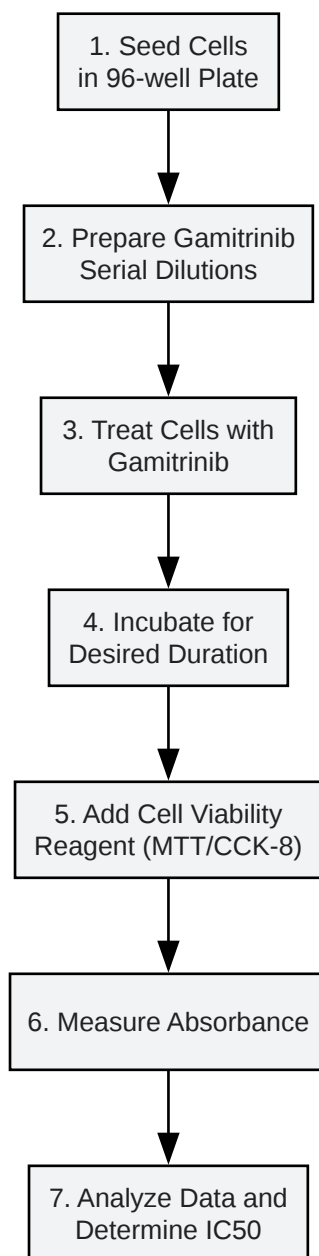 1. Seed Cells
in 96-well Plate
2. Prepare Gamitrinib
Serial Dilutions
3. Treat Cells with
Gamitrinib
4. Incubate for
Desired Duration
5. Add Cell Viability
Reagent (MTT/CCK-8)
6. Measure Absorbance
7. Analyze Data and
Determine IC50